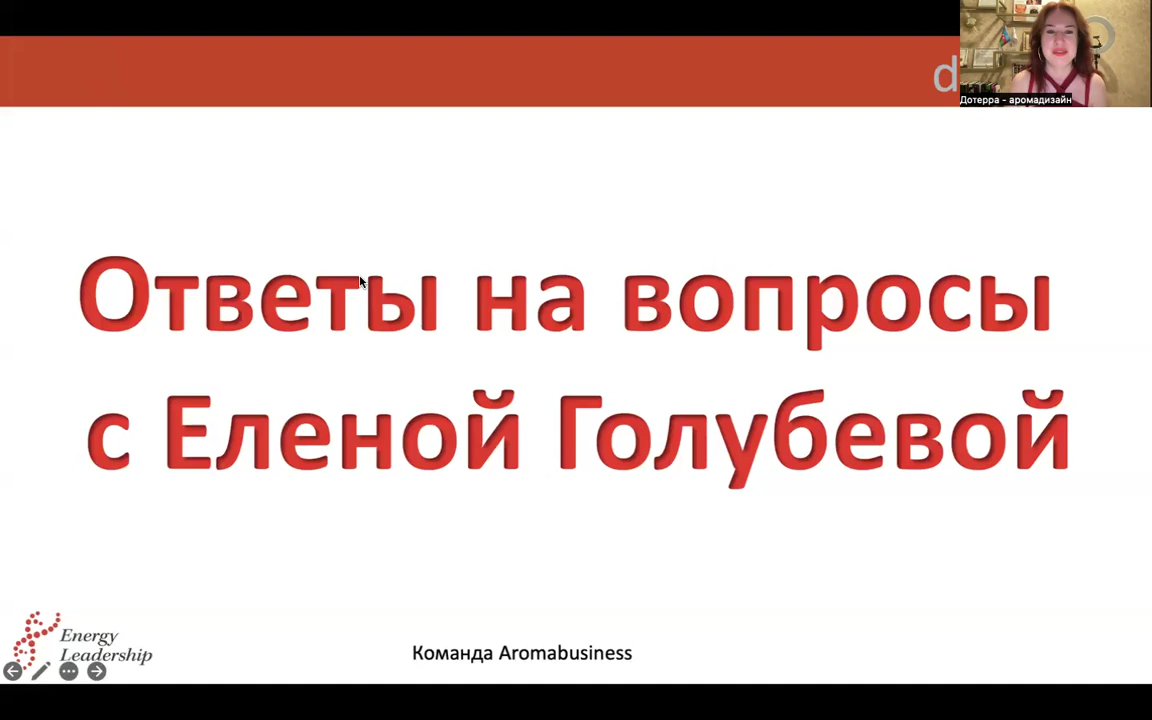 d
Дотерра - аромадизайн
Ответы на вопросы
с Еленой Голубевой
Energy
Leadership
Команда Aromabusiness